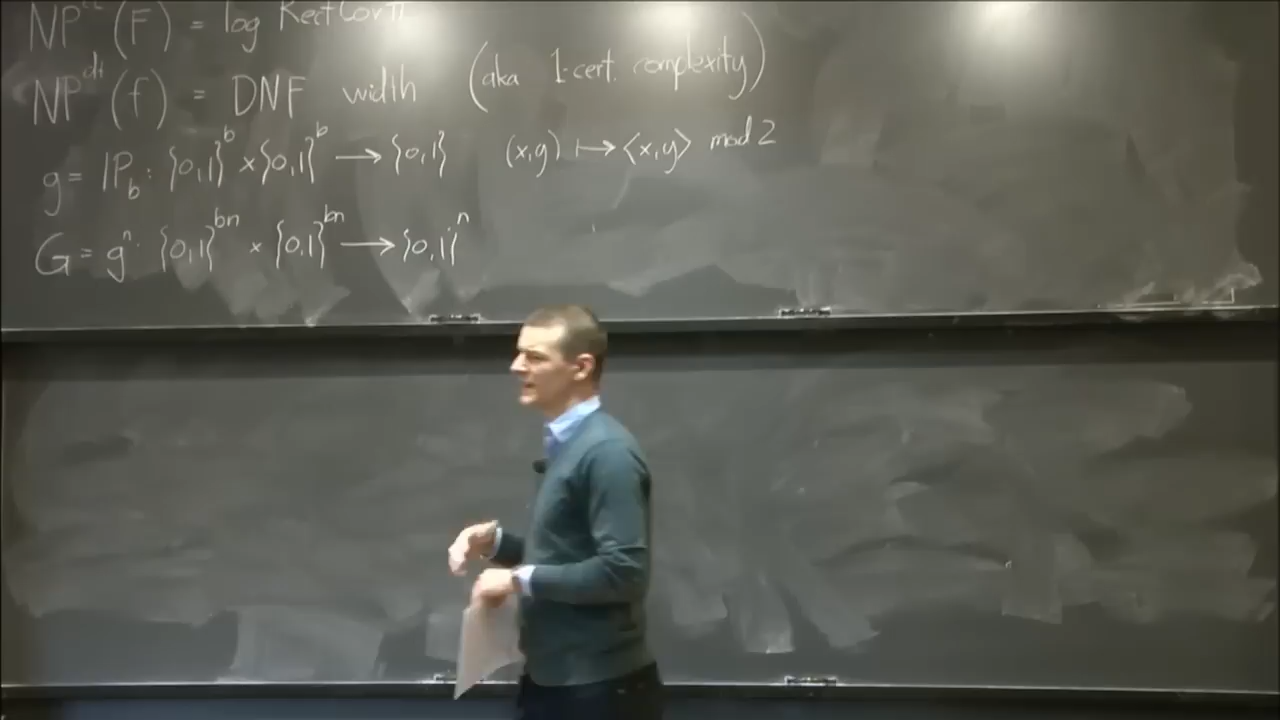 NP^cc (F) = log RectCov
NP^dt (f) = DNF width (aka 1-cert. complexity)
g = IP_b : {0,1}^b × {0,1}^b → {0,1} (x,y) ↦ <x,y> mod 2
G = g^n : {0,1}^bn × {0,1}^bn → {0,1}^n